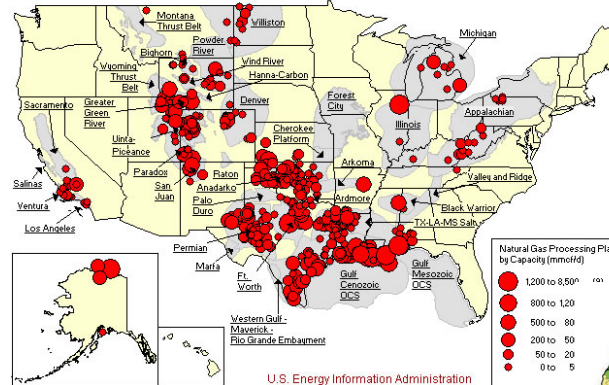 Montana
Thrust Belt
Williston
Powder
River
Bighorn
Michigan
Wyoming
Thrust
Belt
Wind River
Hanna-Carbon
Sacramento
Greater
Green
River
Denver
Forest
City
Illinois
Appalachian
Cherokee
Platform
Uinta-
Piceance
Paradox
San
Juan
Raton
Anadarko
Palo
Duro
Arkoma
Ardmore
Valley and Ridge
Black Warrior
TX-LA-MS Salt
Salinas
Ventura
Los Angeles
Permian
Marfa
Ft.
Worth
Western Gulf -
Maverick -
Rio Grande Embayment
Gulf
Cenozoic
OCS
Gulf
Mesozoic
OCS
Natural Gas Processing Pla
by Capacity (mmcf/d)
1,200 to 8,500
800 to 1,20
500 to 80
200 to 50
50 to 20
0 to 5
U.S. Energy Information Administration